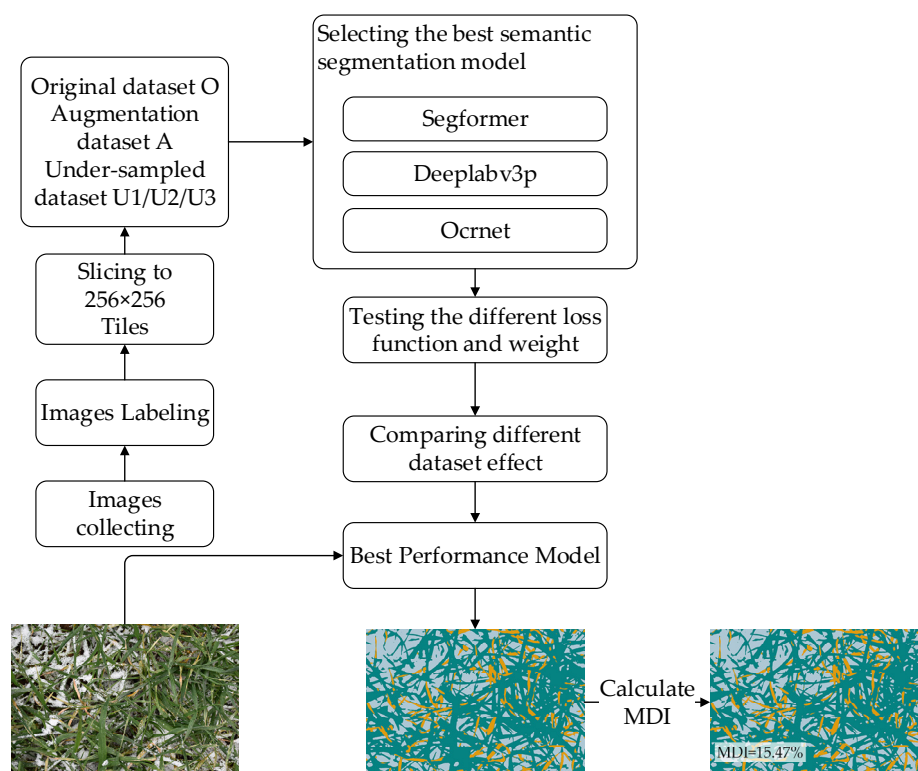 Selecting the best semantic
segmentation model
Segformer
Deeplabv3p
Ocrnet
Original dataset O
Augmentation
dataset A
Under-sampled
dataset U1/U2/U3
Slicing to
256×256
Tiles
Images Labeling
Images
collecting
Testing the different loss
function and weight
Comparing different
dataset effect
Best Performance Model
Calculate
MDI
MDI=15.47%